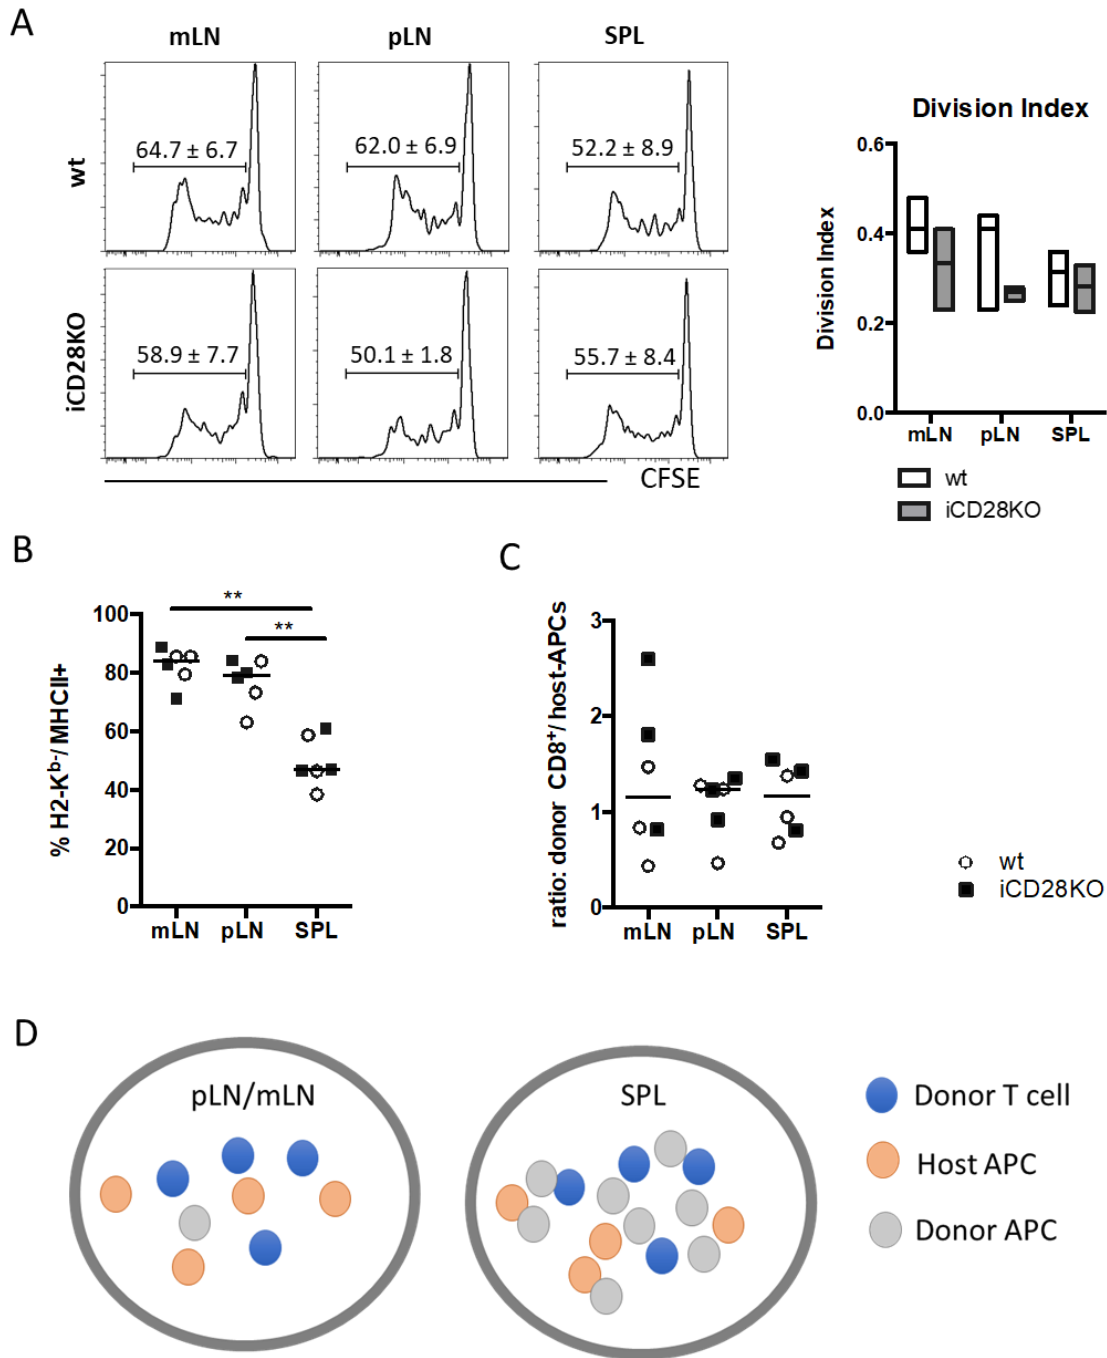 A
mLN
pLN
SPL
wt
64.7 ± 6.7
62.0 ± 6.9
52.2 ± 8.9
iCD28KO
58.9 ± 7.7
50.1 ± 1.8
55.7 ± 8.4
CFSE
Division Index
Division Index
0.6
0.4
0.2
0.0
mLN
pLN
SPL
wt
iCD28KO
B
% H2-Kᵇ⁻/ MHCII+
100
80
60
40
20
0
**
**
mLN
pLN
SPL
C
ratio: donor CD8⁺/ host-APCs
3
2
1
0
mLN
pLN
SPL
wt
iCD28KO
D
pLN/mLN
SPL
Donor T cell
Host APC
Donor APC